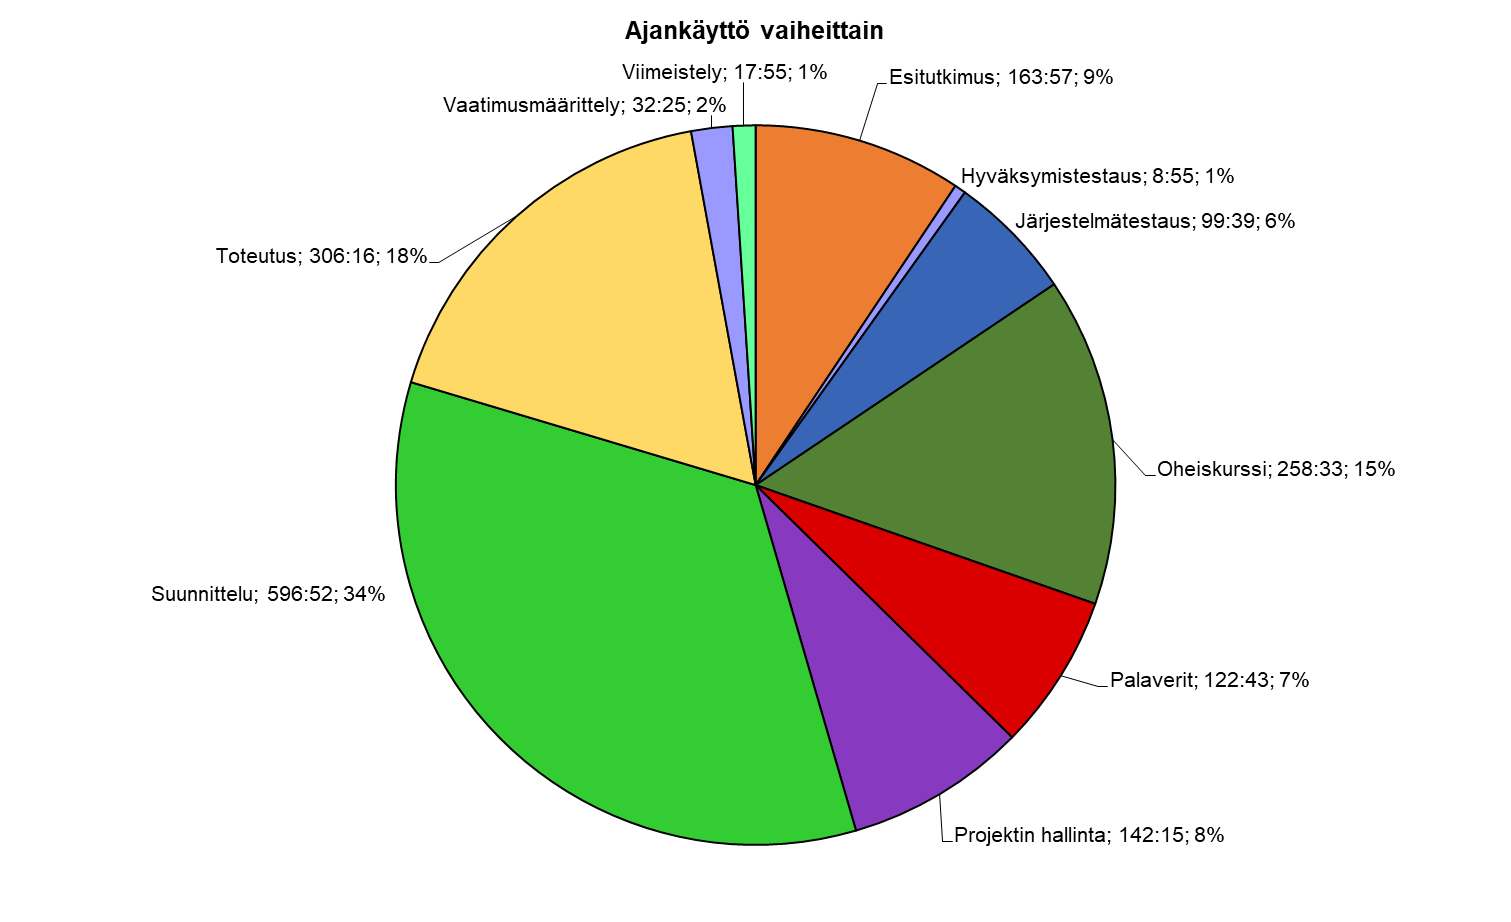 Ajankäyttö vaiheittain
Viimeistely; 17:55; 1%
Esitutkimus; 163:57; 9%
Vaatimusmäärittely; 32:25; 2%
Hyväksymistestaus; 8:55; 1%
Järjestelmätestaus; 99:39; 6%
Toteutus; 306:16; 18%
Oheiskurssi; 258:33; 15%
Suunnittelu; 596:52; 34%
Palaverit; 122:43; 7%
Projektin hallinta; 142:15; 8%